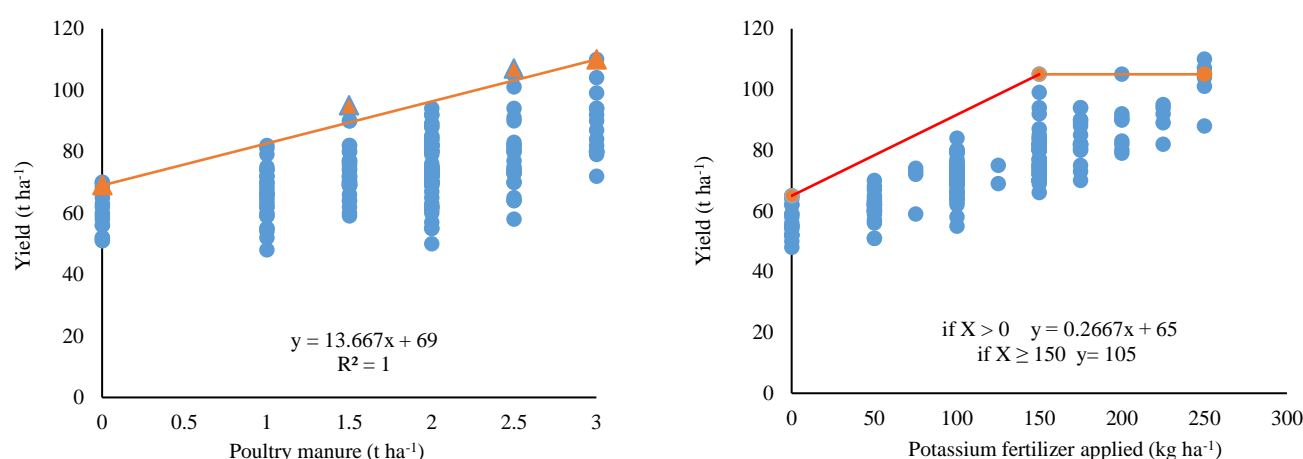 120
100
80
60
40
20
0
Yield (t ha-1)
y = 13.667x + 69
R² = 1
0 0.5 1 1.5 2 2.5 3
Poultry manure (t ha-1)
120
100
80
60
40
20
0
Yield (t ha-1)
if X > 0 y = 0.2667x + 65
if X ≥ 150 y= 105
0 50 100 150 200 250 300
Potassium fertilizer applied (kg ha-1)